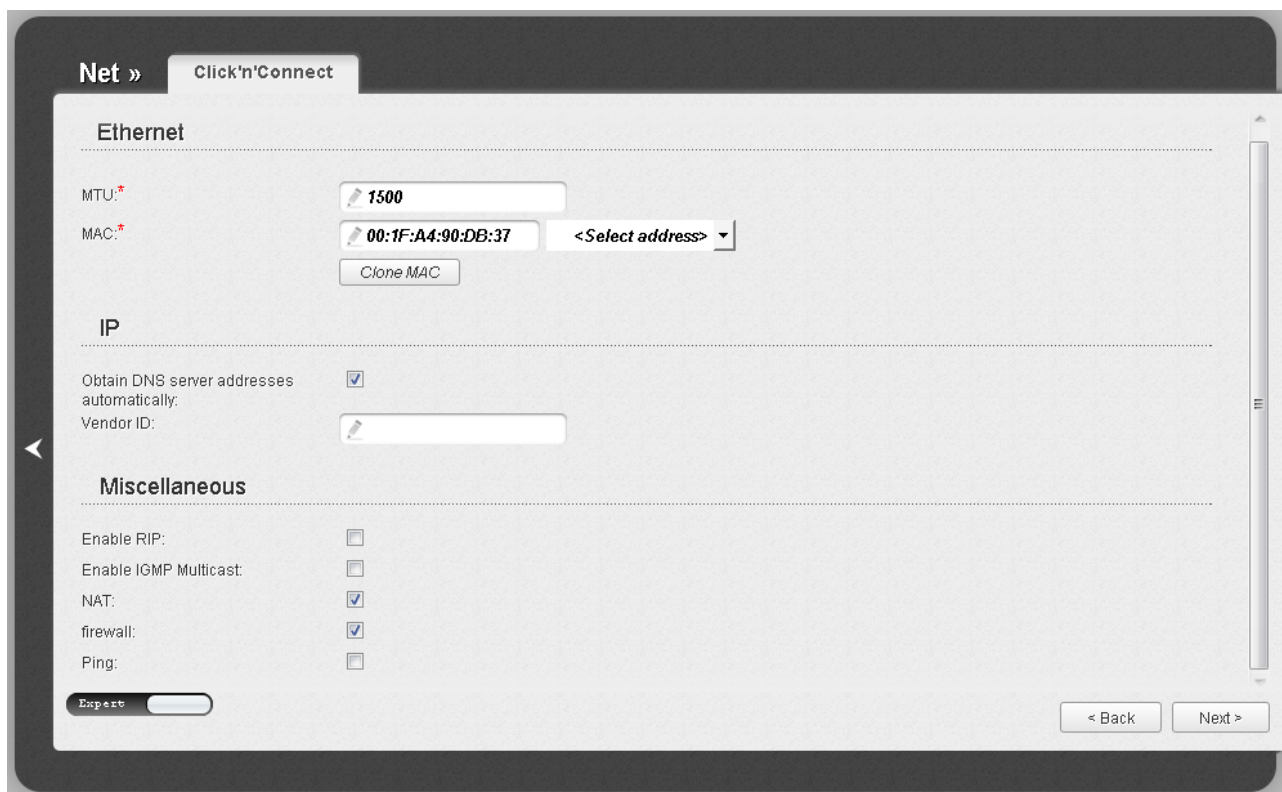 Net »
Click'n'Connect
Ethernet
MTU:*
1500
MAC:*
00:1F:A4:90:DB:37
<Select address>
Clone MAC
IP
Obtain DNS server addresses
automatically:
Vendor ID:
Miscellaneous
Enable RIP:
Enable IGMP Multicast:
NAT:
firewall:
Ping:
Expert
< Back
Next >